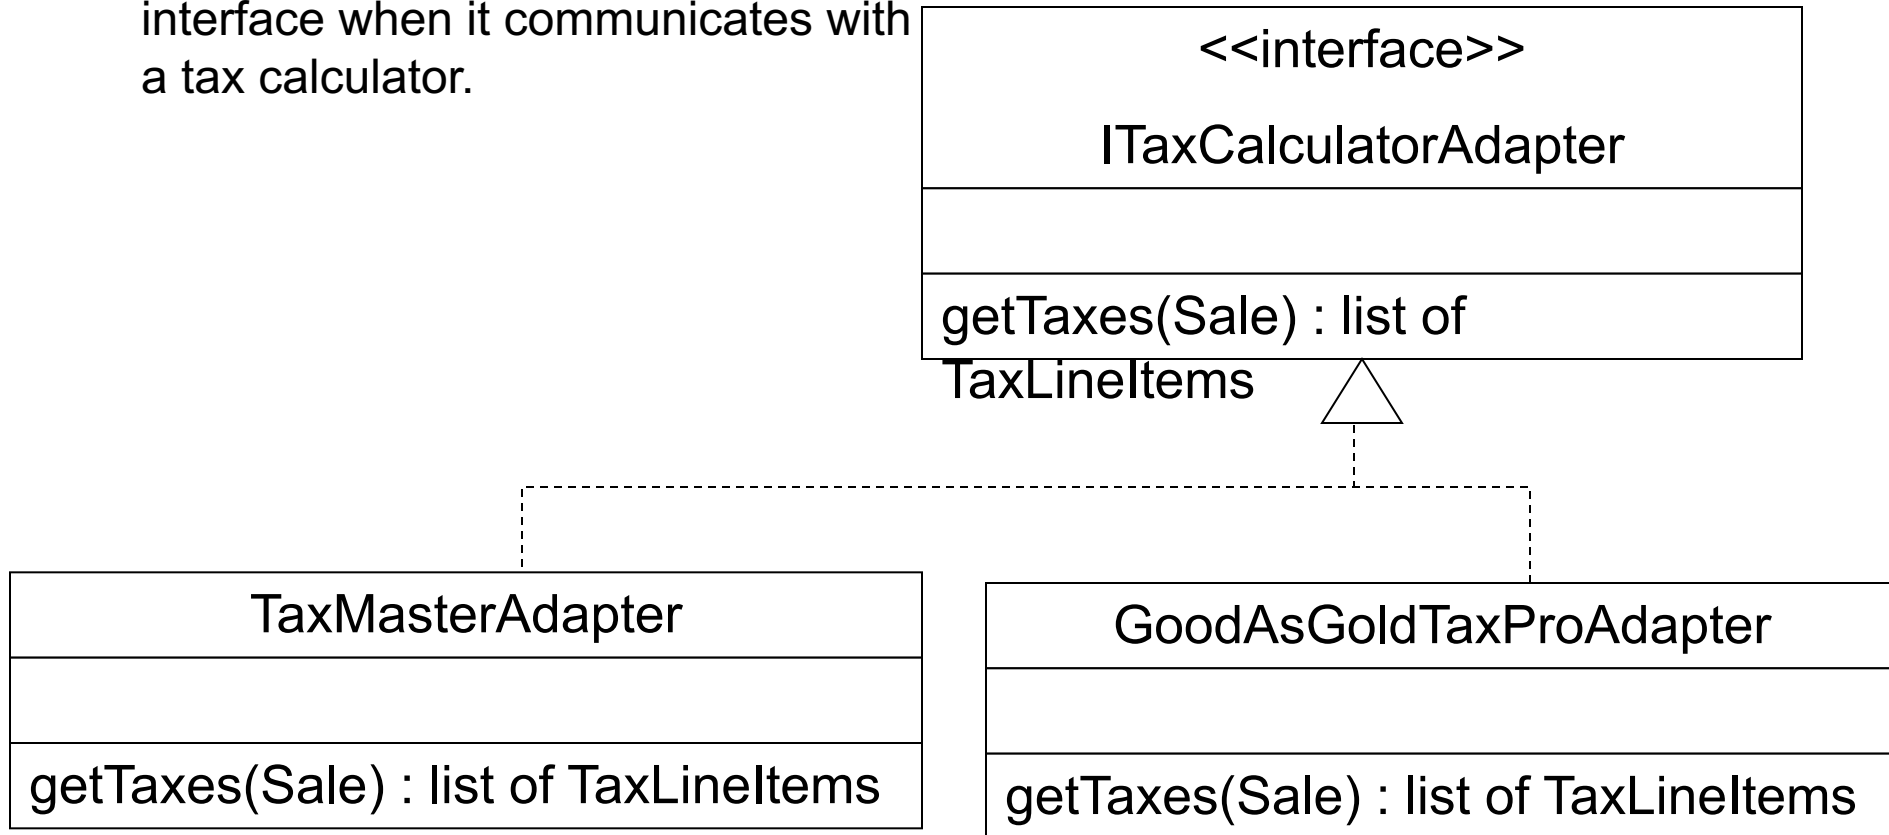 interface when it communicates with
a tax calculator.
<<interface>>
ITaxCalculatorAdapter
getTaxes(Sale) : list of
TaxLineItems
TaxMasterAdapter
getTaxes(Sale) : list of TaxLineItems
GoodAsGoldTaxProAdapter
getTaxes(Sale) : list of TaxLineItems